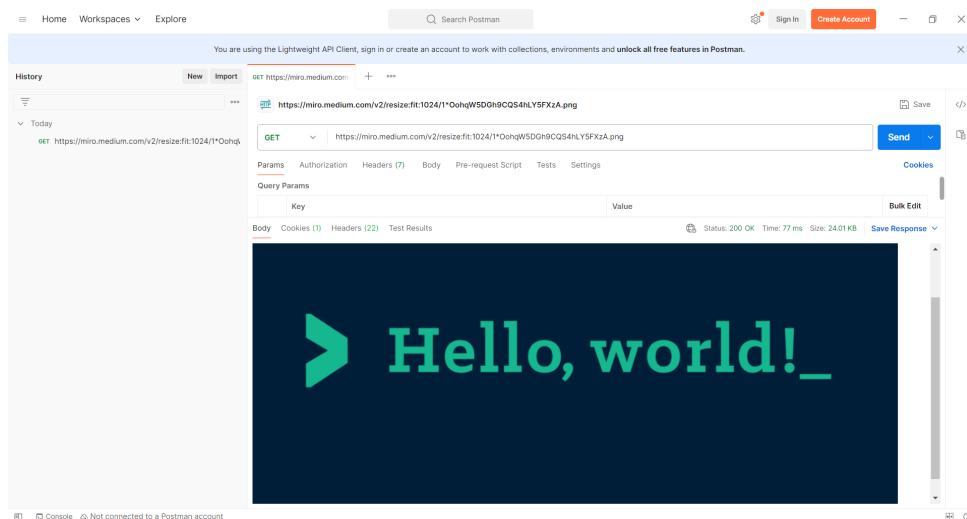 Home Workspaces Explore Search Postman Sign In Create Account
You are using the Lightweight API Client, sign in or create an account to work with collections, environments and unlock all free features in Postman.
History New Import GET https://miro.medium.com
Today
GET https://miro.medium.com/v2/resize:fit:1024/1*Oohq
HTTP https://miro.medium.com/v2/resize:fit:1024/1*OohqW5DGh9CQS4hLY5FXzA.png Save
GET https://miro.medium.com/v2/resize:fit:1024/1*OohqW5DGh9CQS4hLY5FXzA.png Send
Params Authorization Headers (7) Body Pre-request Script Tests Settings Cookies
Query Params
Key Value Bulk Edit
Body Cookies (1) Headers (22) Test Results Status: 200 OK Time: 77 ms Size: 24.01 KB Save Response
> Hello, world!_
Console Not connected to a Postman account